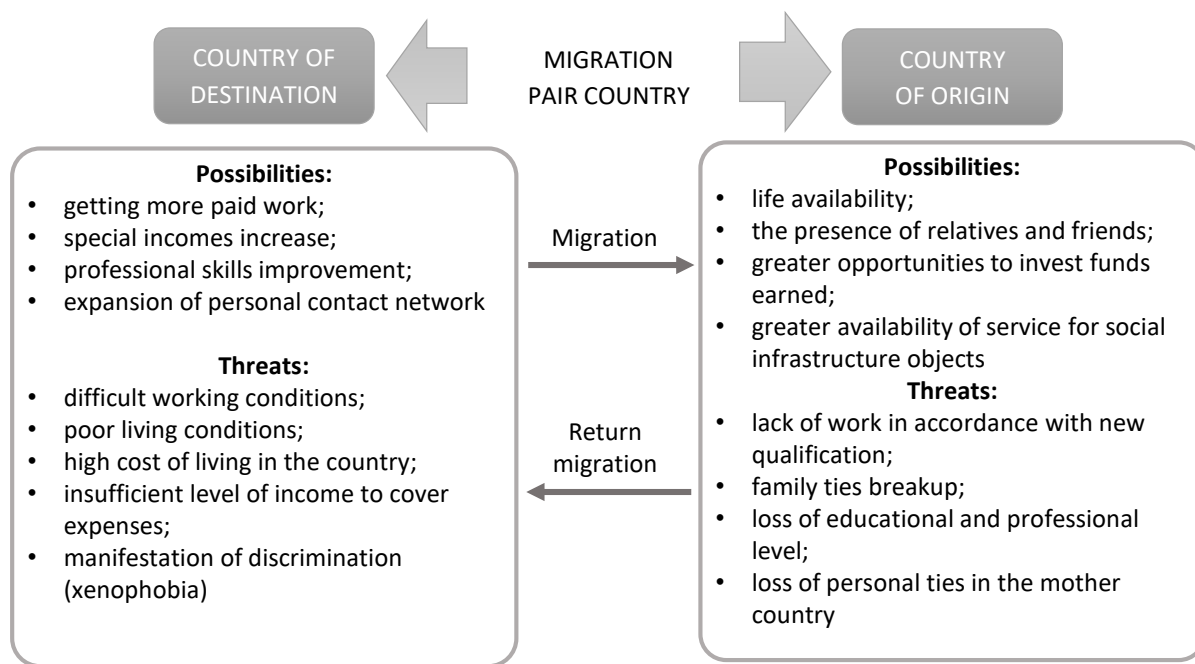 COUNTRY OF
DESTINATION
MIGRATION
PAIR COUNTRY
COUNTRY
OF ORIGIN
Possibilities:
• getting more paid work;
• special incomes increase;
• professional skills improvement;
• expansion of personal contact network
Threats:
• difficult working conditions;
• poor living conditions;
• high cost of living in the country;
• insufficient level of income to cover
expenses;
• manifestation of discrimination
(xenophobia)
Migration
Return
migration
Possibilities:
• life availability;
• the presence of relatives and friends;
• greater opportunities to invest funds
earned;
• greater availability of service for social
infrastructure objects
Threats:
• lack of work in accordance with new
qualification;
• family ties breakup;
• loss of educational and professional
level;
• loss of personal ties in the mother
country